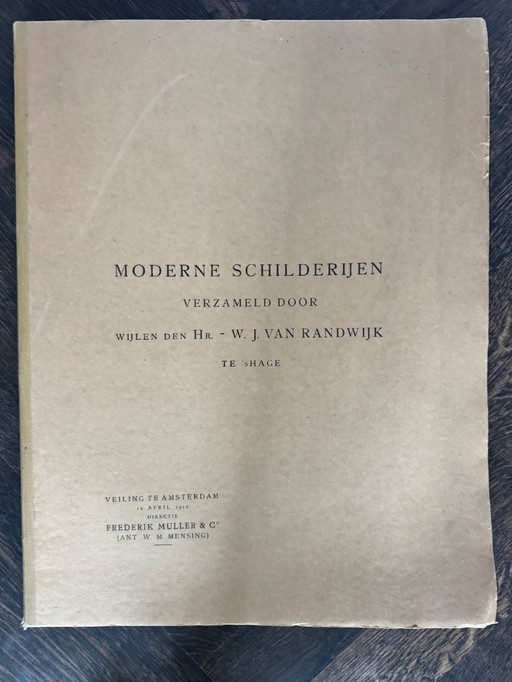 MODERNE SCHILDERIJEN
VERZAMELD DOOR
WIJLEN DEN HR. - W. J. VAN RANDWIJK
TE 'sHAGE
VEILING TE AMSTERDAM
APRIL
DIRECTIE
FREDERIK MULLER & Co
(ANT W. M. MENSING)